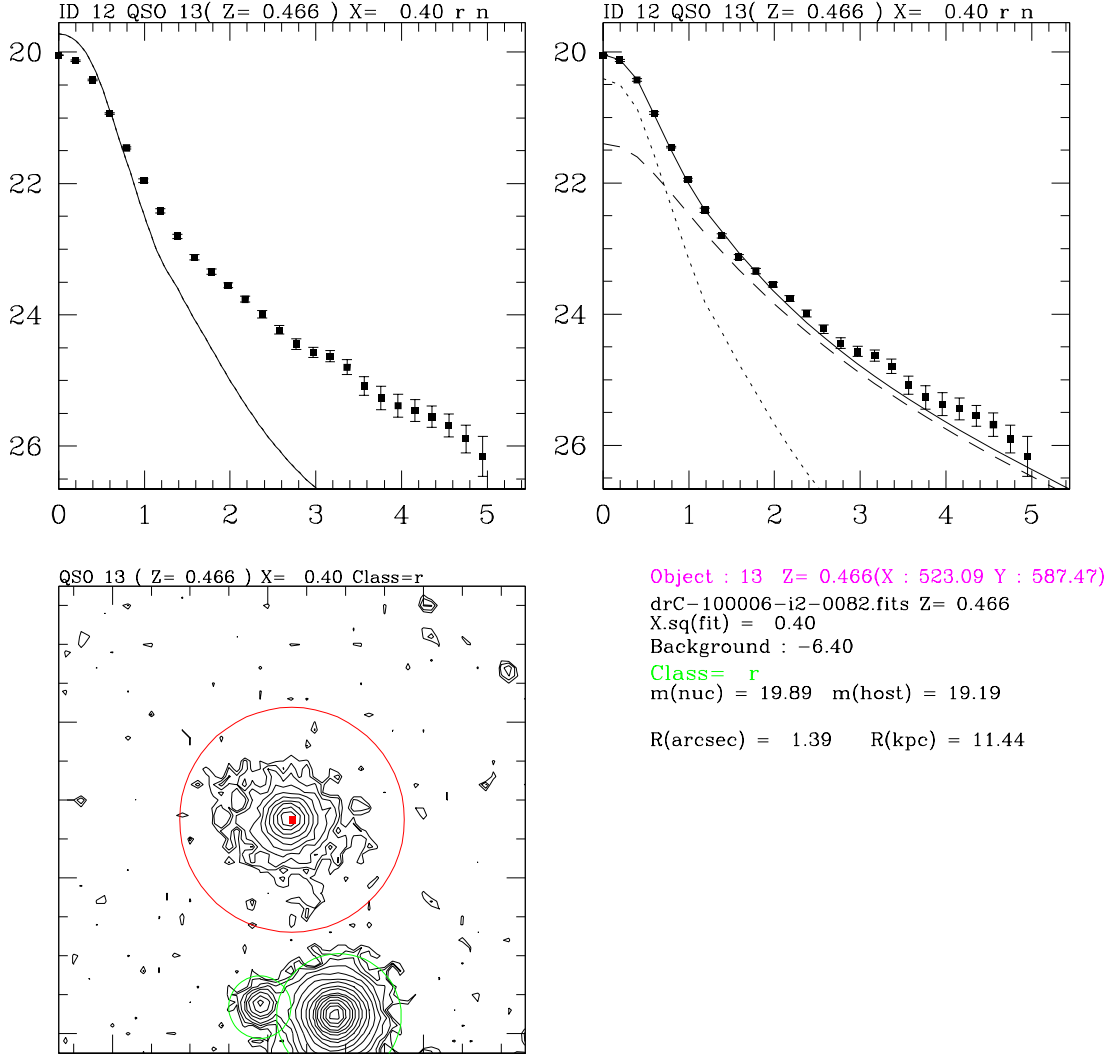 ID 12 QSO 13( Z= 0.466 ) X=   0.40 r n
20
22
24
26
0 1 2 3 4 5
ID 12 QSO 13( Z= 0.466 ) X=   0.40 r n
20
22
24
26
0 1 2 3 4 5
QSO 13 ( Z= 0.466 ) X=   0.40 Class=r
Object : 13   Z= 0.466(X : 523.09 Y : 587.47)
drC-100006-i2-0082.fits Z= 0.466
X.sq(fit) =   0.40
Background : -6.40
Class=   r
m(nuc) = 19.89   m(host) = 19.19
R(arcsec) =   1.39     R(kpc) = 11.44